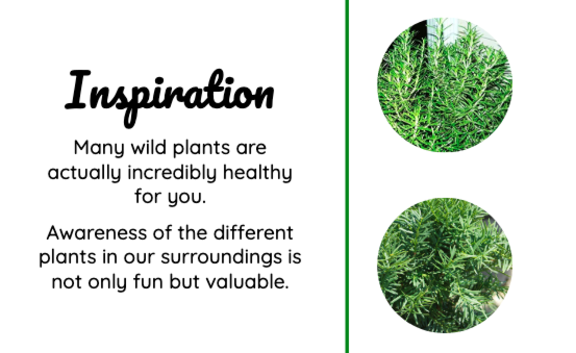 Inspiration
Many wild plants are
actually incredibly healthy
for you.
Awareness of the different
plants in our surroundings is
not only fun but valuable.